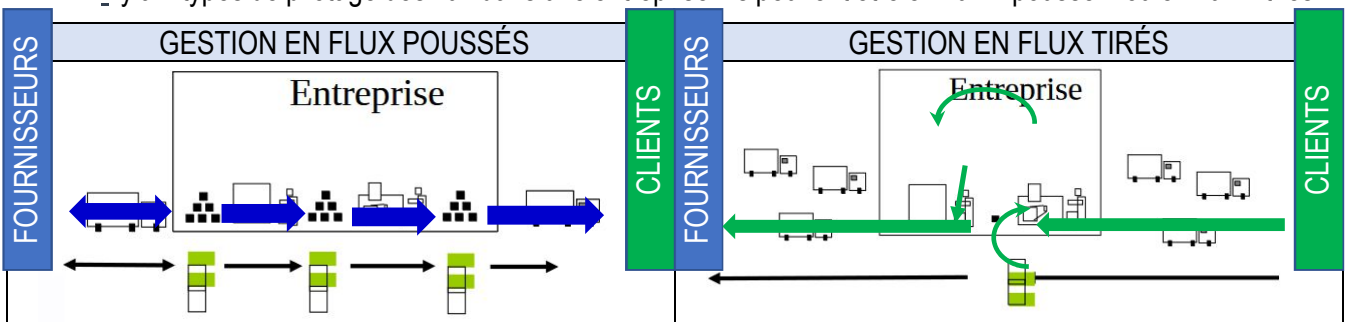 GESTION EN FLUX POUSSÉS
GESTION EN FLUX TIRÉS
FOURNISSEURS
Entreprise
CLIENTS
FOURNISSEURS
Entreprise
CLIENTS